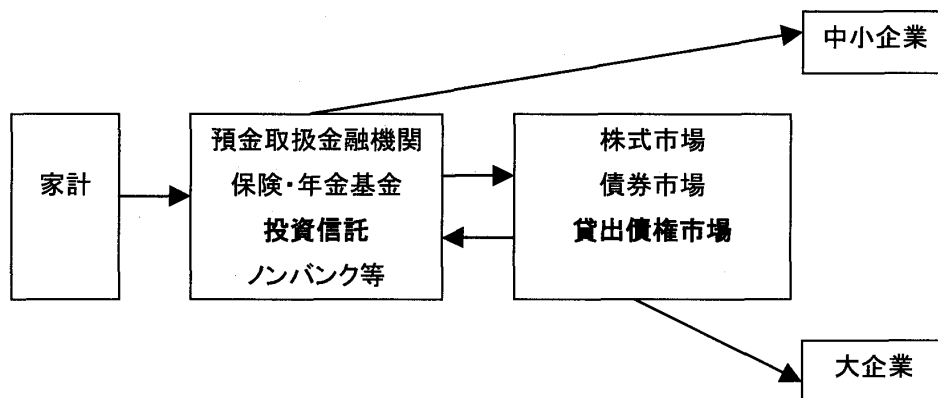 中小企業
家計
預金取扱金融機関
保険・年金基金
投資信託
ノンバンク等
株式市場
債券市場
貸出債権市場
大企業